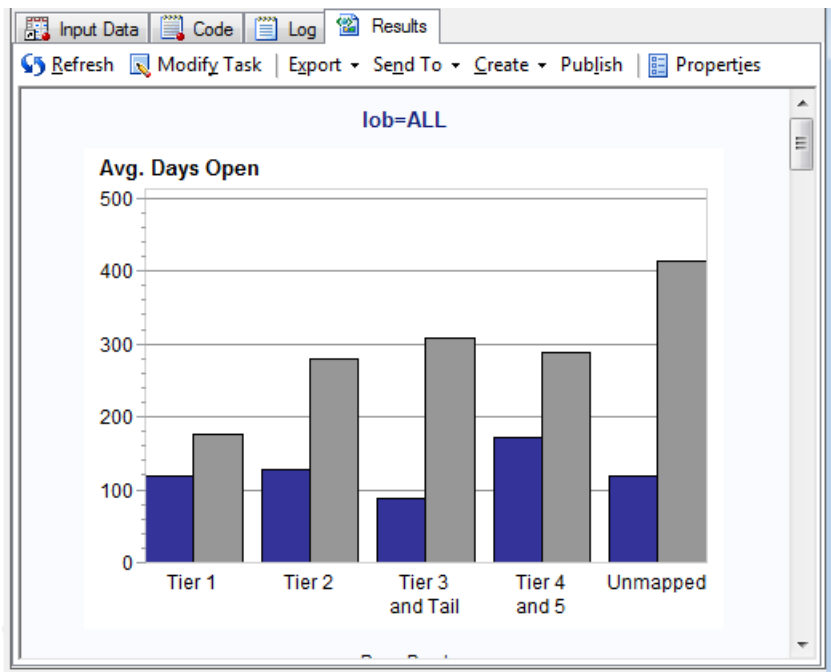 Input Data Code Log Results
Refresh Modify Task Export Send To Create Publish Properties
lob=ALL
Avg. Days Open
500
400
300
200
100
0
Tier 1 Tier 2 Tier 3 Tier 4 Unmapped
and Tail and 5